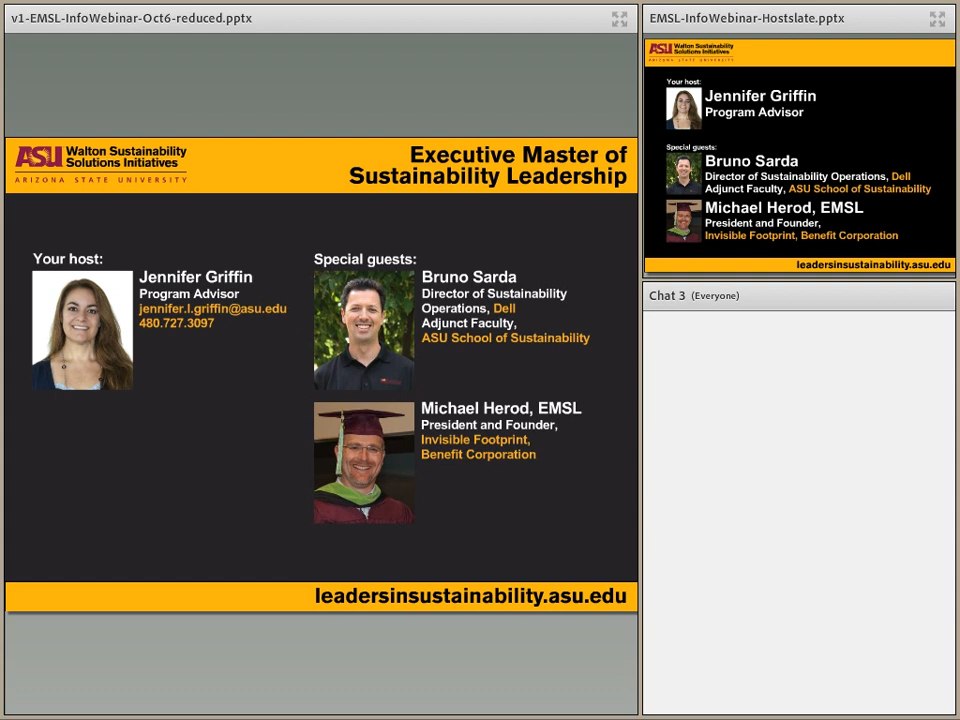 v1-EMSL-InfoWebinar-Oct6-reduced.pptx
ASU Walton Sustainability
Solutions Initiatives
ARIZONA STATE UNIVERSITY
Executive Master of
Sustainability Leadership
Your host:
Jennifer Griffin
Program Advisor
jennifer.l.griffin@asu.edu
480.727.3097
Special guests:
Bruno Sarda
Director of Sustainability
Operations, Dell
Adjunct Faculty,
ASU School of Sustainability
Michael Herod, EMSL
President and Founder,
Invisible Footprint,
Benefit Corporation
leadersinsustainability.asu.edu
EMSL-InfoWebinar-Hostslate.pptx
ASU Walton Sustainability
Solutions Initiatives
ARIZONA STATE UNIVERSITY
Your host:
Jennifer Griffin
Program Advisor
Special guests:
Bruno Sarda
Director of Sustainability Operations, Dell
Adjunct Faculty, ASU School of Sustainability
Michael Herod, EMSL
President and Founder,
Invisible Footprint, Benefit Corporation
leadersinsustainability.asu.edu
Chat 3 (Everyone)